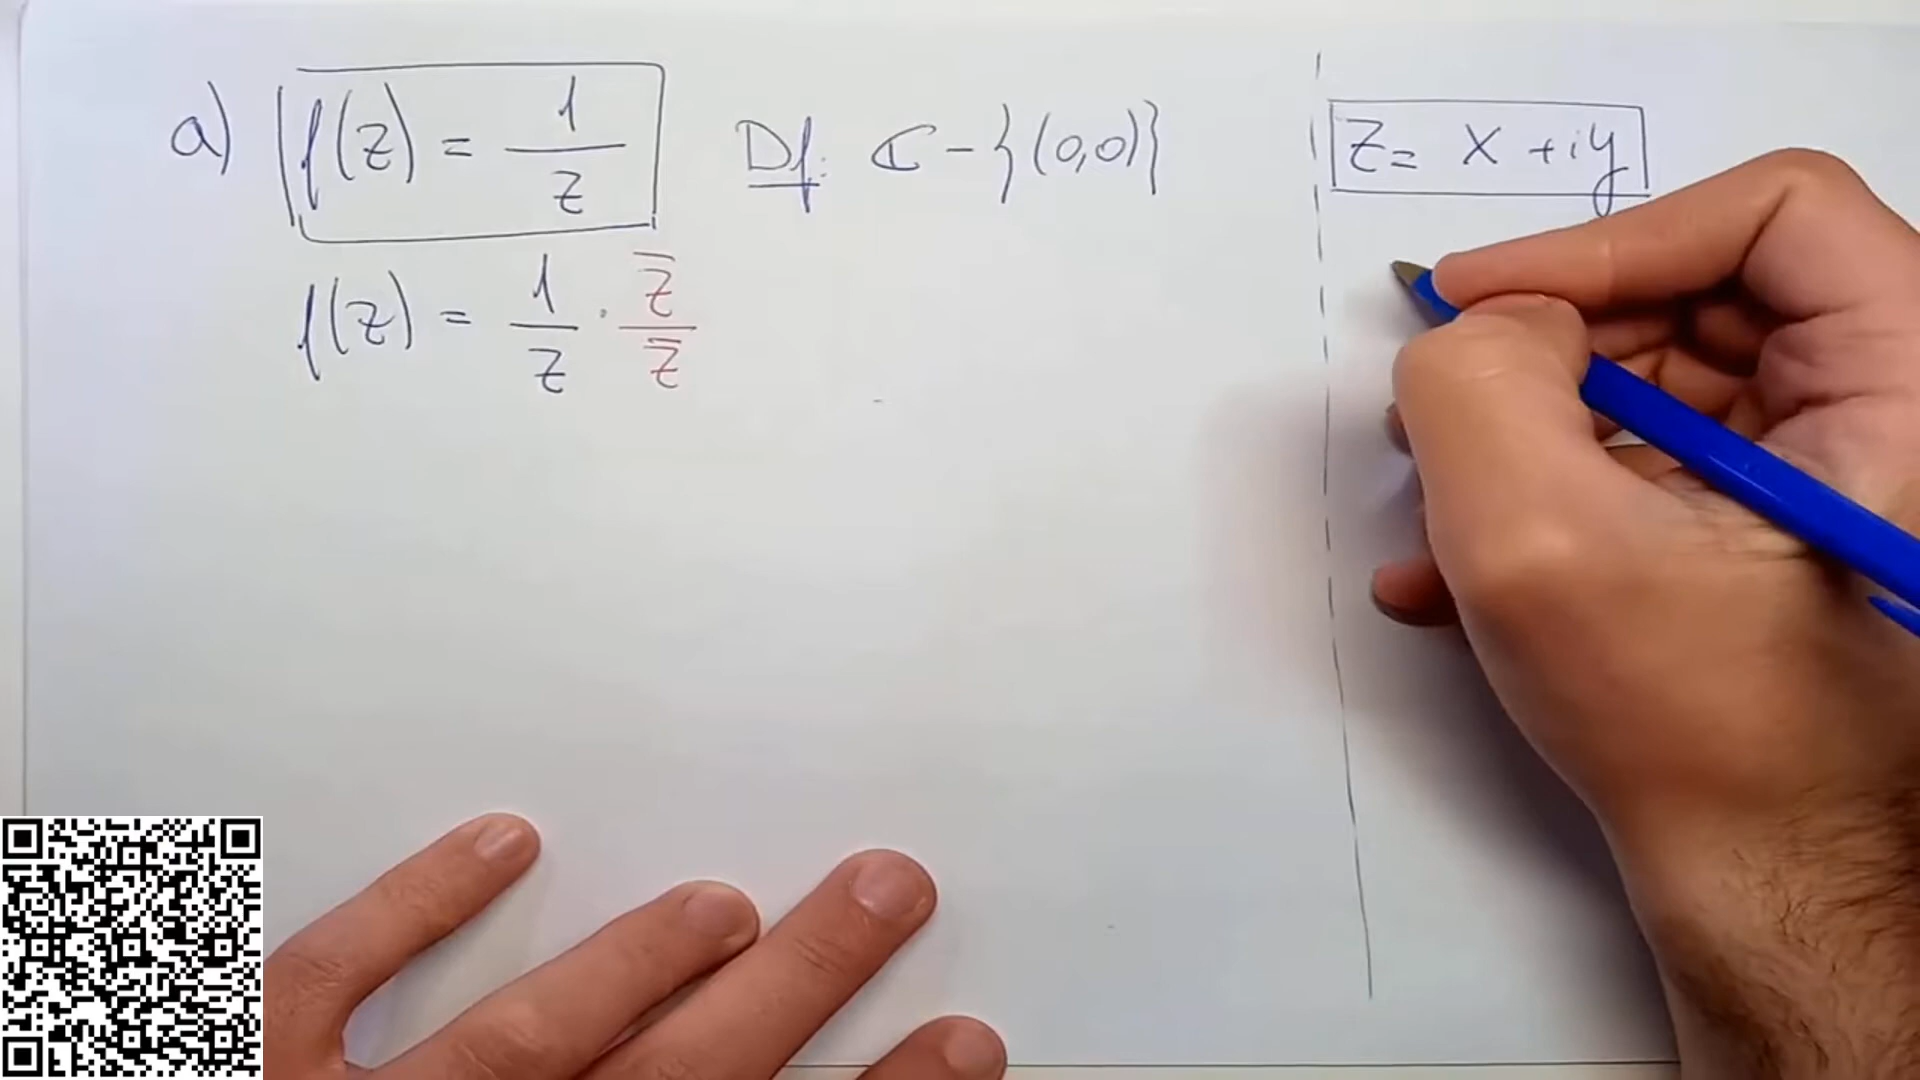 a) f(z) = 1/z Df: ℂ - {(0,0)}
z = x + iy
f(z) = 1/z · z̄/z̄